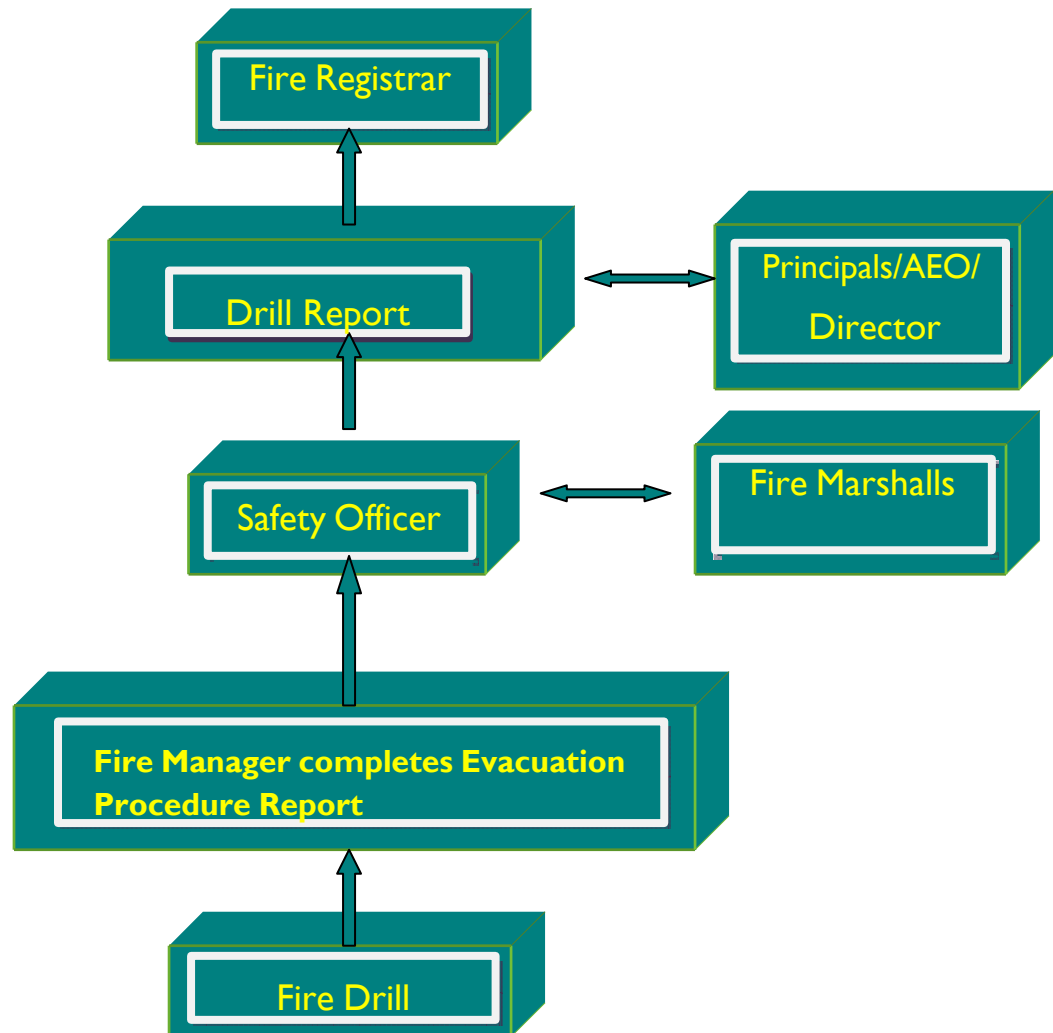 Fire Registrar
Drill Report
Principals/AEO/
Director
Safety Officer
Fire Marshalls
Fire Manager completes Evacuation
Procedure Report
Fire Drill